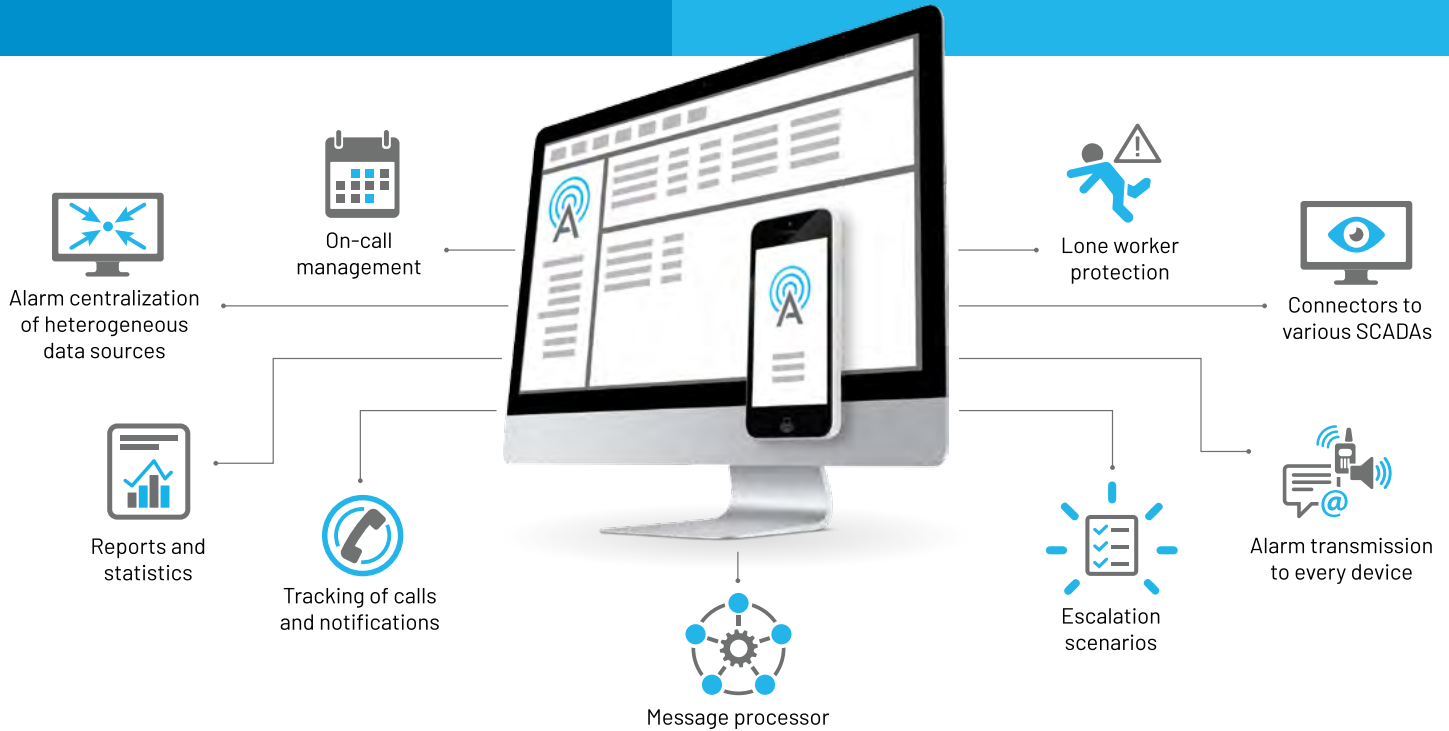 On-call
management
Lone worker
protection
Alarm centralization
of heterogeneous
data sources
Connectors to
various SCADAs
Reports and
statistics
Alarm transmission
to every device
Tracking of calls
and notifications
Escalation
scenarios
Message processor